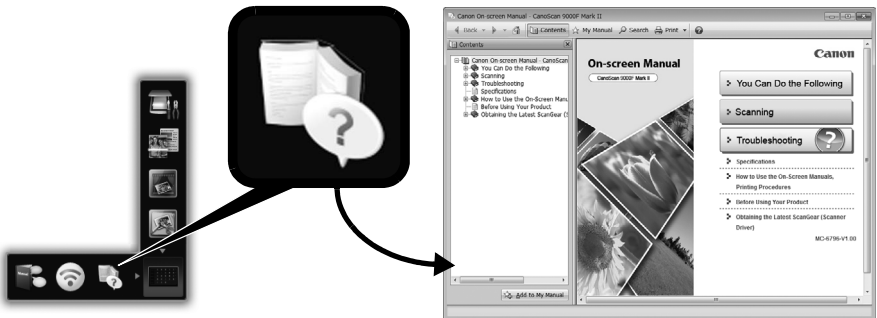 Canon On-screen Manual - CanoScan 9000F Mark II
Back
Contents
My Manual
Search
Print
Contents
Canon On-screen Manual - CanoScan
You Can Do the Following
Scanning
Troubleshooting
Specifications
How to Use the On-Screen Manu
Before Using Your Product
Obtaining the Latest ScanGear (S
Add to My Manual
On-screen Manual
CanoScan 9000F Mark II
Canon
You Can Do the Following
Scanning
Troubleshooting
?
Specifications
How to Use the On-Screen Manuals,
Printing Procedures
Before Using Your Product
Obtaining the Latest ScanGear (Scanner
Driver)
MC-6796-V1.00
?